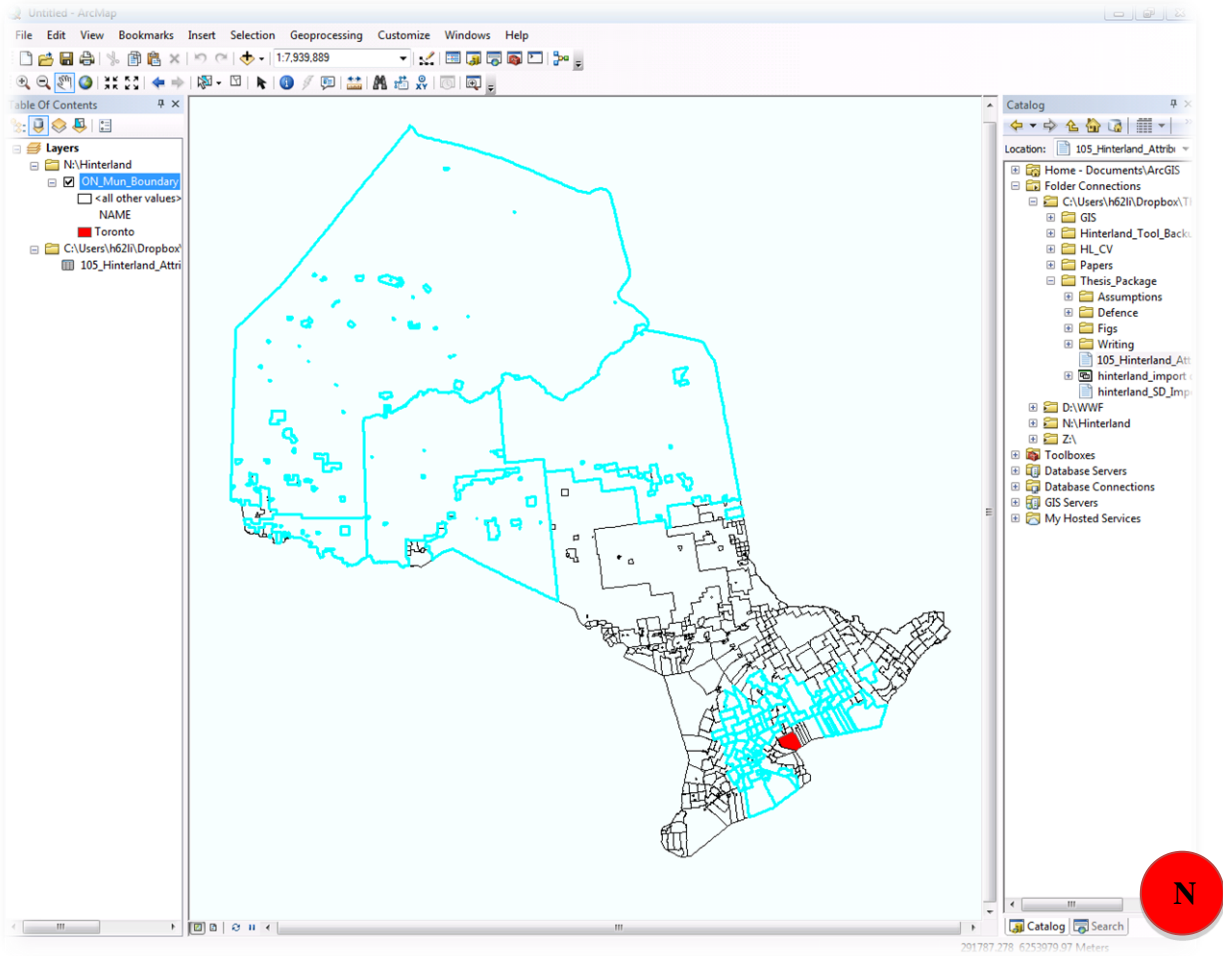 Untitled - ArcMap
File Edit View Bookmarks Insert Selection Geoprocessing Customize Windows Help
1:7,939,889
Table Of Contents
Layers
N:\Hinterland
ON_Mun_Boundary
<all other values>
NAME
Toronto
C:\Users\h62li\Dropbox'
105_Hinterland_Attri
Catalog
Location: 105_Hinterland_Attrib
Home - Documents\ArcGIS
Folder Connections
C:\Users\h62li\Dropbox\T
GIS
Hinterland_Tool_Back
HL_CV
Papers
Thesis_Package
Assumptions
Defence
Figs
Writing
105_Hinterland_Att
hinterland_import
hinterland_SD_Imp
D:\WWF
N:\Hinterland
Z:\
Toolboxes
Database Servers
Database Connections
GIS Servers
My Hosted Services
N
Catalog Search
291787.278 6253979.97 Meters